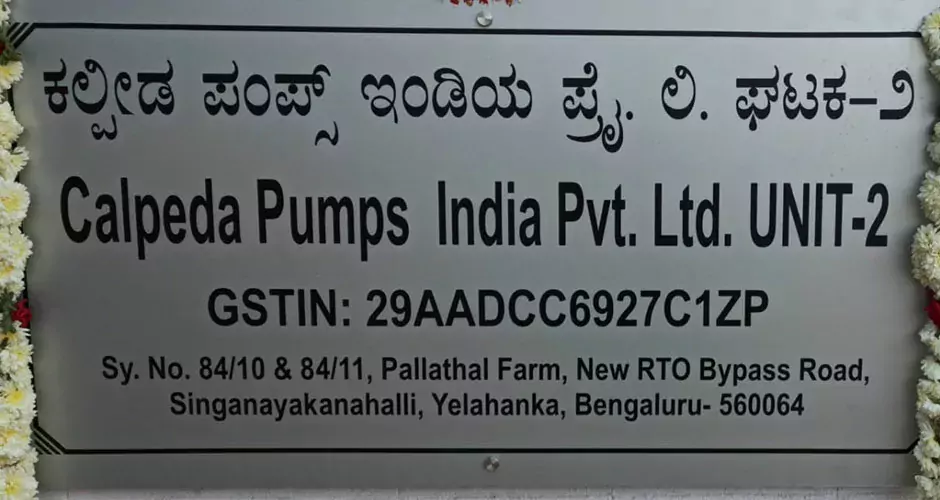 ಕಲ್ಪೀಡ ಪಂಪ್ಸ್ ಇಂಡಿಯ ಪ್ರೈ. ಲಿ. ಘಟಕ–೨
Calpeda Pumps India Pvt. Ltd. UNIT-2
GSTIN: 29AADCC6927C1ZP
Sy. No. 84/10 & 84/11, Pallathal Farm, New RTO Bypass Road,
Singanayakanahalli, Yelahanka, Bengaluru- 560064